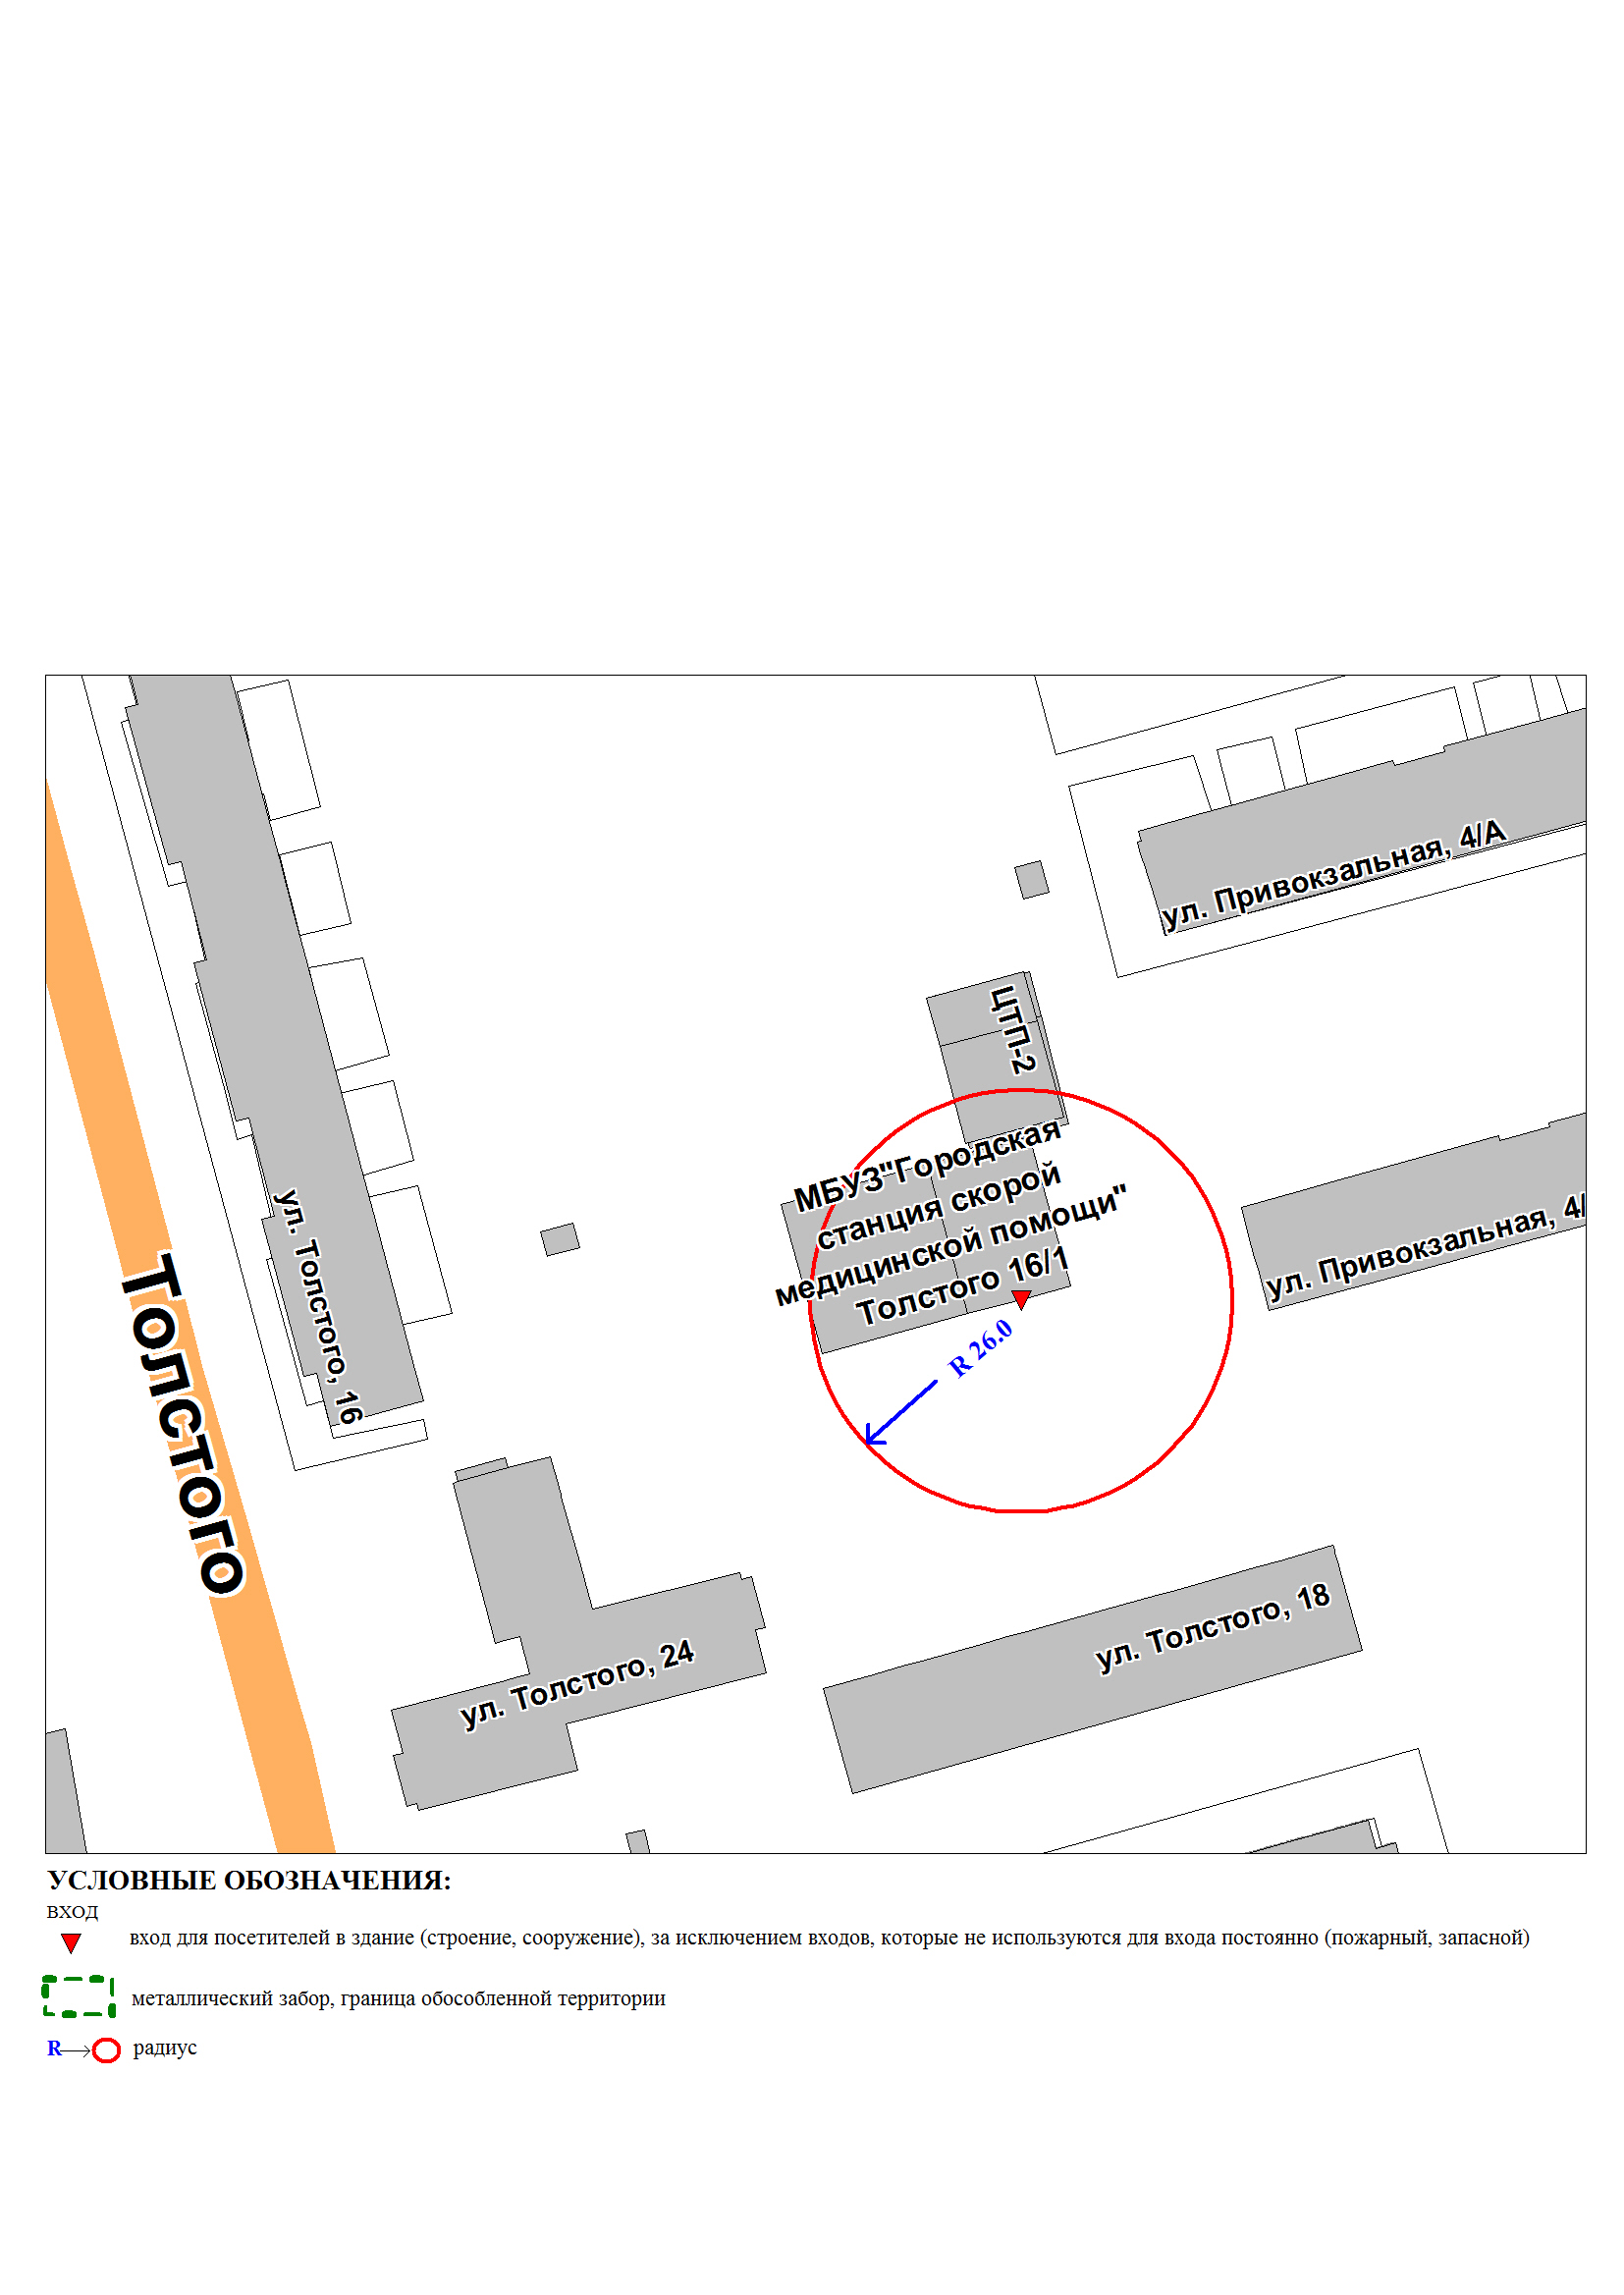 ул. Привокзальная, 4/А
ЦТП-2
МБУЗ"Городская
станция скорой
медицинской помощи"
Толстого 16/1
ул. Привокзальная, 4/
R 26.0
ул. Толстого, 16
Толстого
ул. Толстого, 18
ул. Толстого, 24
УСЛОВНЫЕ ОБОЗНАЧЕНИЯ:
ВХОД
вход для посетителей в здание (строение, сооружение), за исключением входов, которые не используются для входа постоянно (пожарный, запасной)
металлический забор, граница обособленной территории
R
радиус